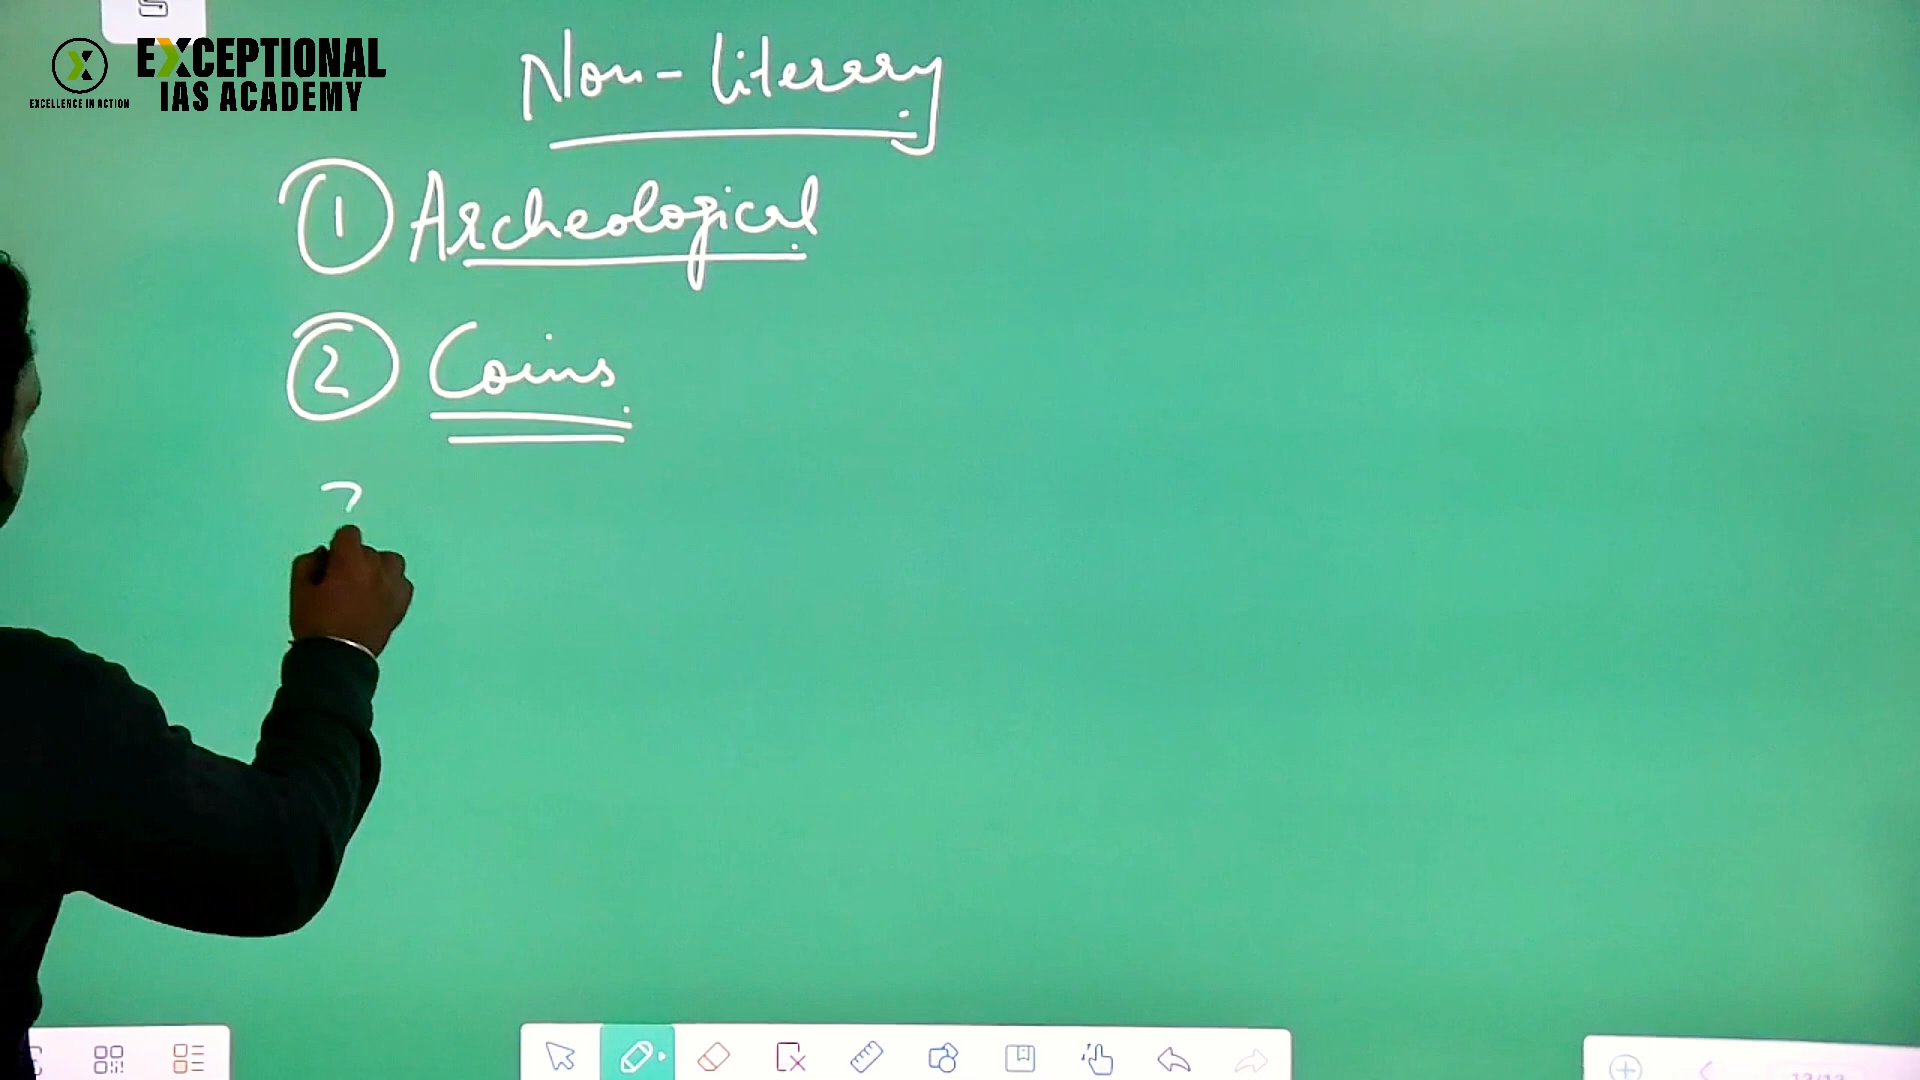 EXCEPTIONAL
IAS ACADEMY
EXCELLENCE IN ACTION
Non-literary
1 Archeological
2 Coins